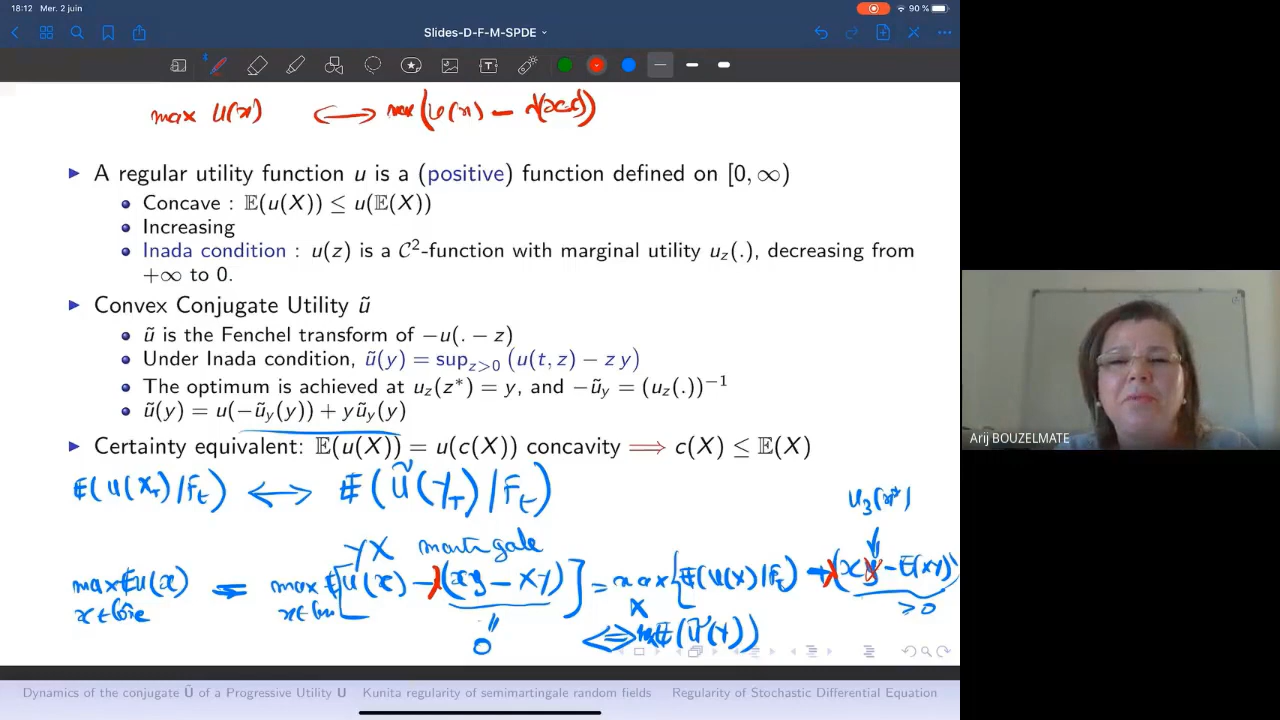 18:12 Mer. 2 juin
90 %
Slides-D-F-M-SPDE
max U(x) ⟷ max(U(x) –
▶ A regular utility function u is a (positive) function defined on [0, ∞)
• Concave : 𝔼(u(X)) ≤ u(𝔼(X))
• Increasing
• Inada condition : u(z) is a 𝒞²-function with marginal utility u_z(.), decreasing from
+∞ to 0.
▶ Convex Conjugate Utility ũ
• ũ is the Fenchel transform of −u(. − z)
• Under Inada condition, ũ(y) = sup_{z>0} (u(t, z) − z y)
• The optimum is achieved at u_z(z*) = y, and −ũ_y = (u_z(.))⁻¹
• ũ(y) = u(−ũ_y(y)) + yũ_y(y)
▶ Certainty equivalent: 𝔼(u(X)) = u(c(X)) concavity ⟹ c(X) ≤ 𝔼(X)
Arij BOUZELMATE
𝔼(U(X_T)/F_t) ⟷ 𝔼(Ũ(Y_T)/F_t)
YX martingale
max 𝔼u(x) = max 𝔼[U(x) – λ(xy – XY)] = max {𝔼(U(X)/F_t) – 𝔼(XY)
0
≥ 0
⟺ 𝔼(Ũ(Y))
Dynamics of the conjugate Ũ of a Progressive Utility U Kunita regularity of semimartingale random fields Regularity of Stochastic Differential Equation